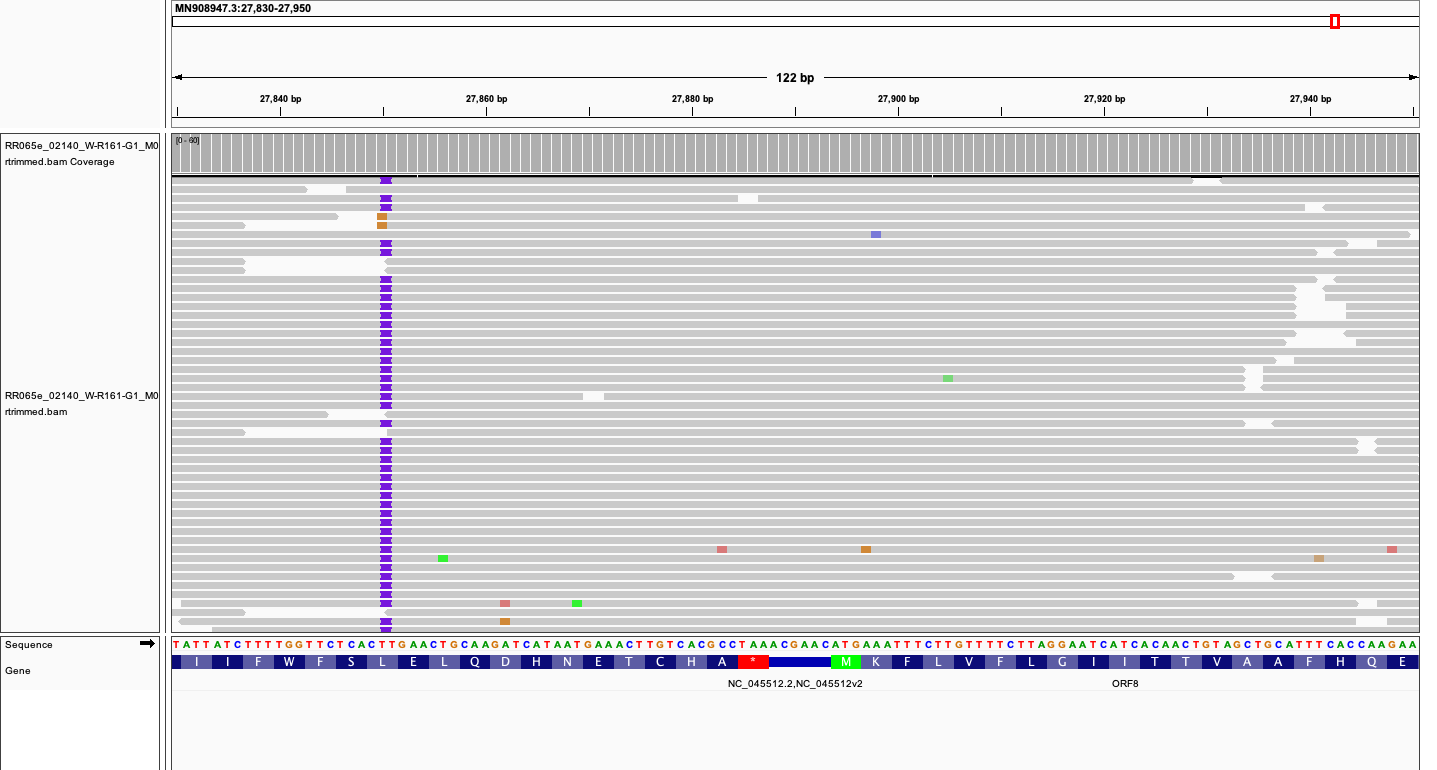 MN908947.3:27,830-27,950
122 bp
27,840 bp 27,860 bp 27,880 bp 27,900 bp 27,920 bp 27,940 bp
RR065e_02140_W-R161-G1_M0
rtrimmed.bam Coverage
[0 - 60]
RR065e_02140_W-R161-G1_M0
rtrimmed.bam
Sequence
TATTATCTTTTGGTTCTCACTTGAACTGCAAGATCATAATGAAACTTGTCACGCCTAAACGAACATGAAATTTCTTGTTTTCTTAGGAATCATCACAACTGTAGCTGCATTTCACCAAGAA
Gene
I I F W F S L E L Q D H N E T C H A * M K F L V F L G I I T T V A A F H Q E
NC_045512.2,NC_045512v2 ORF8